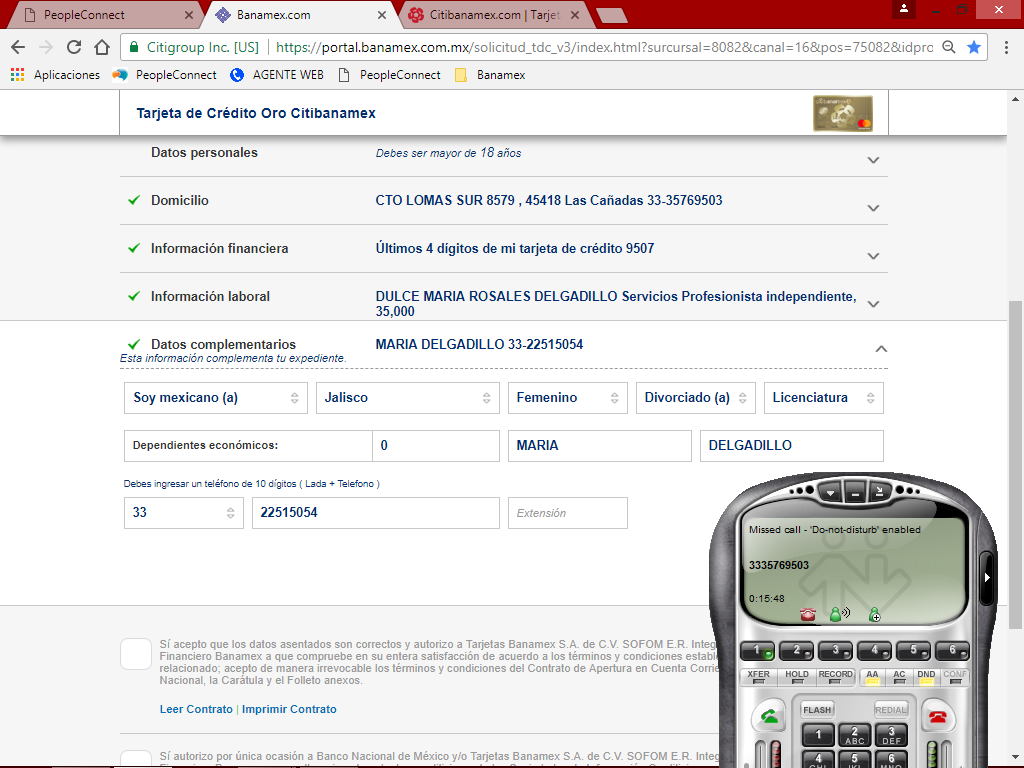 PeopleConnect
Banamex.com
Citibanamex.com | Tarjet
Citigroup Inc. [US]
https://portal.banamex.com.mx/solicitud_tdc_v3/index.html?surcursal=8082&canal=16&pos=75082&idpro
Aplicaciones
PeopleConnect
AGENTE WEB
PeopleConnect
Banamex
Tarjeta de Crédito Oro Citibanamex
Datos personales
Debes ser mayor de 18 años
Domicilio
CTO LOMAS SUR 8579 , 45418 Las Cañadas 33-35769503
Información financiera
Últimos 4 dígitos de mi tarjeta de crédito 9507
Información laboral
DULCE MARIA ROSALES DELGADILLO Servicios Profesionista independiente,
35,000
Datos complementarios
MARIA DELGADILLO 33-22515054
Esta información complementa tu expediente.
Soy mexicano (a)
Jalisco
Femenino
Divorciado (a)
Licenciatura
Dependientes económicos:
0
MARIA
DELGADILLO
Debes ingresar un teléfono de 10 dígitos ( Lada + Telefono )
33
22515054
Extensión
Missed call - 'Do-not-disturb' enabled
3335769503
0:15:48
1 2 3 4 5 6
XFER HOLD RECORD AA AC DND CONF
FLASH
REDIAL
1
2 ABC
3 DEF
4
5
6
Sí acepto que los datos asentados son correctos y autorizo a Tarjetas Banamex S.A. de C.V. SOFOM E.R. Integ
Financiero Banamex a que compruebe en su entera satisfacción de acuerdo a los términos y condiciones estable
relacionado; acepto de manera irrevocable los términos y condiciones del Contrato de Apertura en Cuenta Corrie
Nacional, la Carátula y el Folleto anexos.
Leer Contrato | Imprimir Contrato
Sí autorizo por única ocasión a Banco Nacional de México y/o Tarjetas Banamex S.A. de C.V. SOFOM E.R. Integ